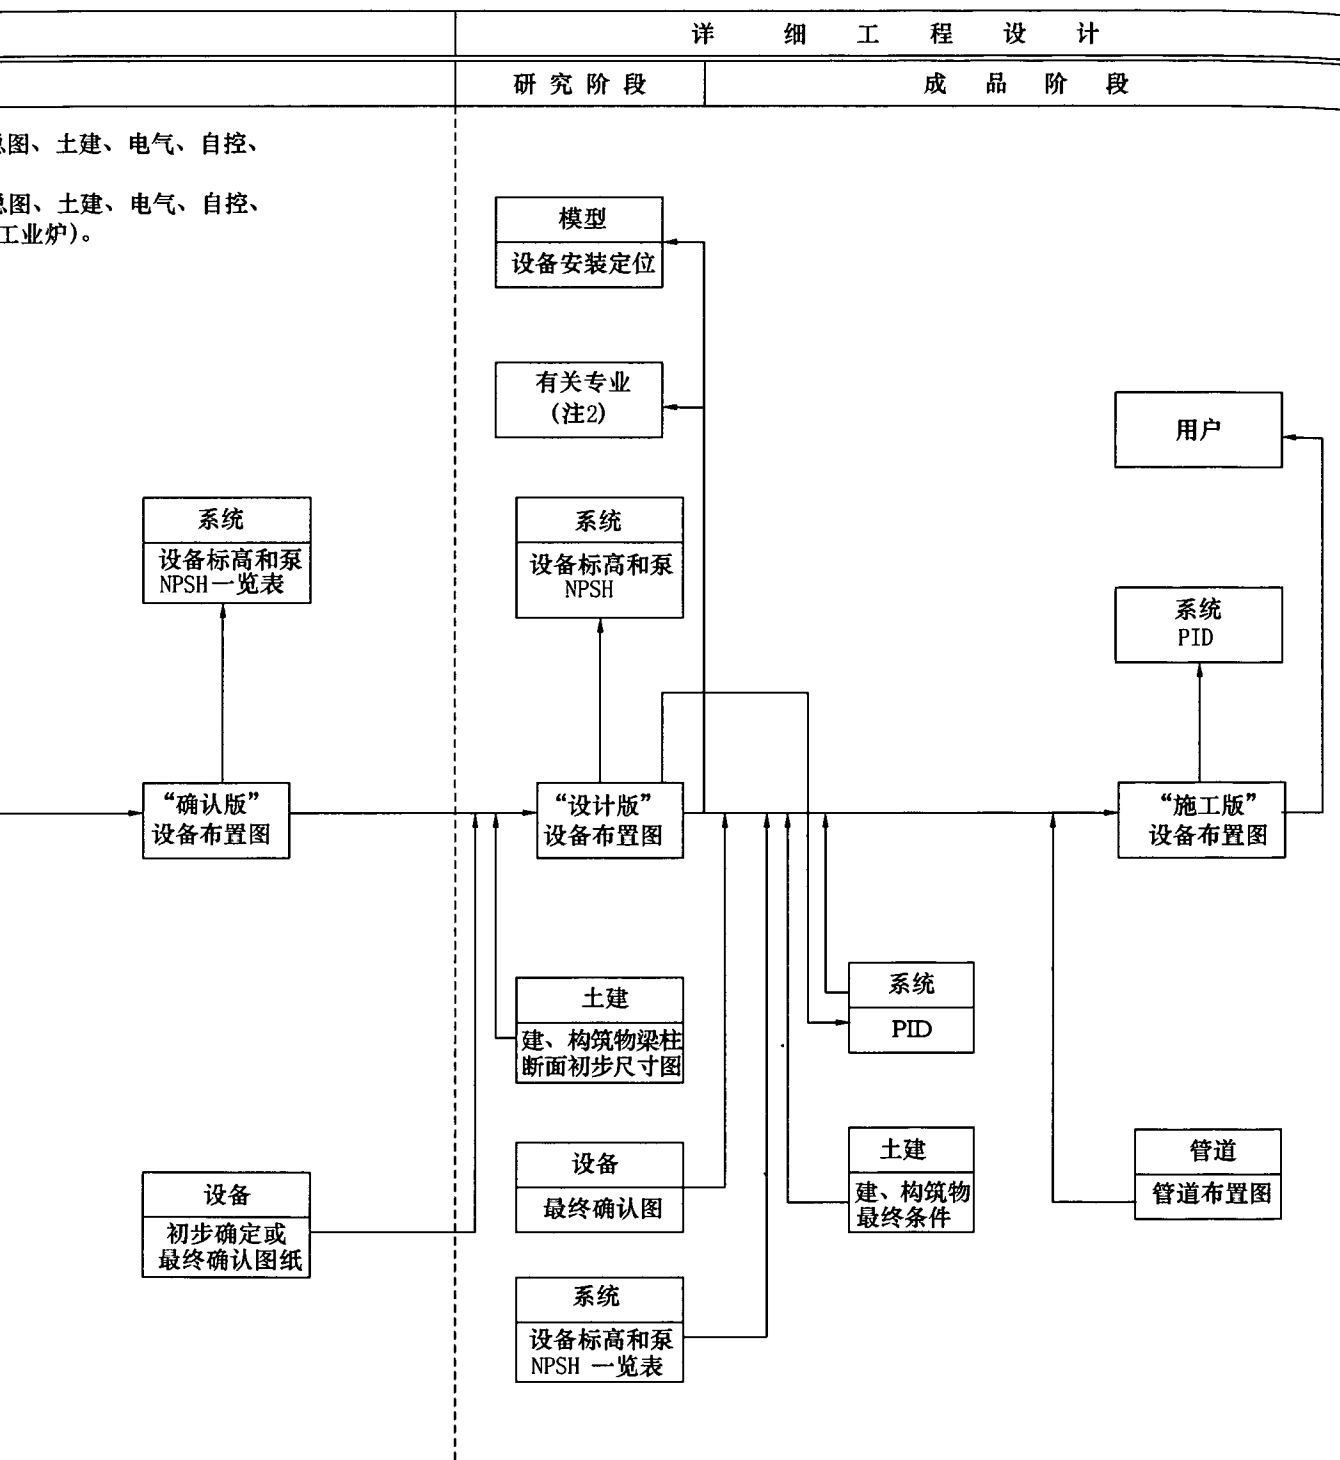 详细工程设计
研究阶段
成品阶段
图、土建、电气、自控、
图、土建、电气、自控、
工业炉)。
模型
设备安装定位
有关专业
(注2)
用户
系统
设备标高和泵
NPSH一览表
系统
设备标高和泵
NPSH
系统
PID
“确认版”
设备布置图
“设计版”
设备布置图
“施工版”
设备布置图
土建
建、构筑物梁柱
断面初步尺寸图
系统
PID
设备
最终确认图
土建
建、构筑物
最终条件
管道
管道布置图
设备
初步确定或
最终确认图纸
系统
设备标高和泵
NPSH 一览表